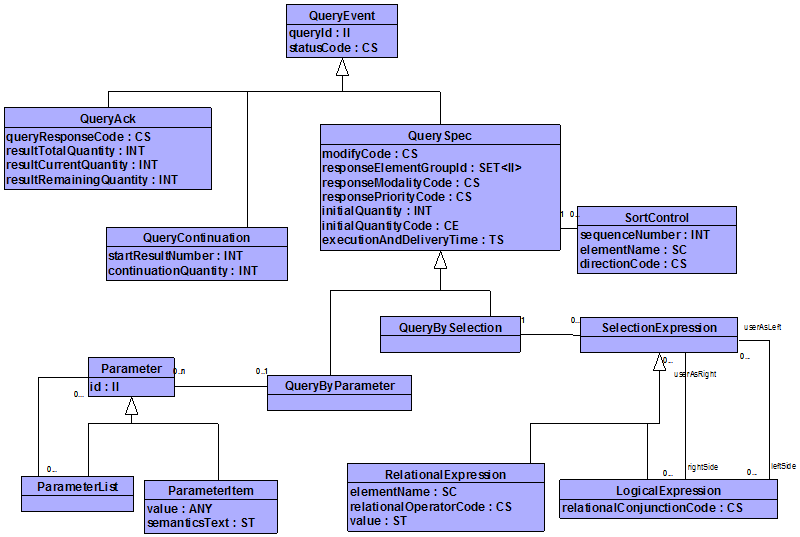 QueryEvent
queryId : II
statusCode : CS
QueryAck
queryResponseCode : CS
resultTotalQuantity : INT
resultCurrentQuantity : INT
resultRemainingQuantity : INT
QuerySpec
modifyCode : CS
responseElementGroupId : SET<II>
responseModalityCode : CS
responsePriorityCode : CS
initialQuantity : INT
initialQuantityCode : CE
executionAndDeliveryTime : TS
1
0...
SortControl
sequenceNumber : INT
elementName : SC
directionCode : CS
QueryContinuation
startResultNumber : INT
continuationQuantity : INT
QueryBySelection
1
0...
SelectionExpression
userAsLeft
0...
0...
userAsRight
Parameter
id : II
0..n
0..1
QueryByParameter
0...
0...
ParameterList
ParameterItem
value : ANY
semanticsText : ST
RelationalExpression
elementName : SC
relationalOperatorCode : CS
value : ST
0...
rightSide
0...
leftSide
LogicalExpression
relationalConjunctionCode : CS